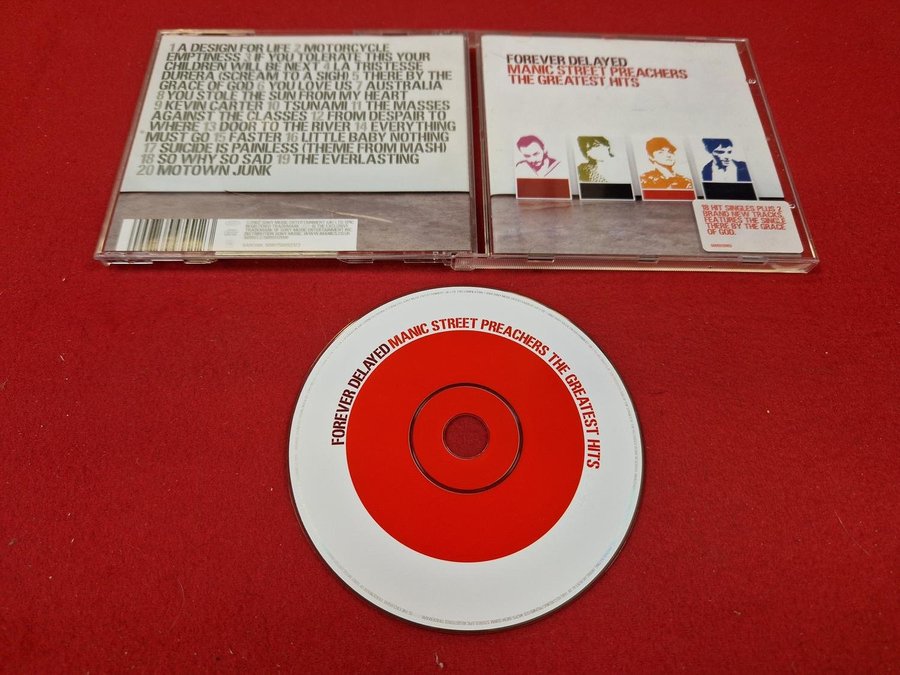 1 A DESIGN FOR LIFE 2 MOTORCYCLE
EMPTINESS 3 IF YOU TOLERATE THIS YOUR
CHILDREN WILL BE NEXT 4 LA TRISTESSE
DURERA (SCREAM TO A SIGH) 5 THERE BY THE
GRACE OF GOD 6 YOU LOVE US 7 AUSTRALIA
8 YOU STOLE THE SUN FROM MY HEART
9 KEVIN CARTER 10 TSUNAMI 11 THE MASSES
AGAINST THE CLASSES 12 FROM DESPAIR TO
WHERE 13 DOOR TO THE RIVER 14 EVERYTHING
MUST GO 15 FASTER 16 LITTLE BABY NOTHING
17 SUICIDE IS PAINLESS (THEME FROM MASH)
18 SO WHY SO SAD 19 THE EVERLASTING
20 MOTOWN JUNK
FOREVER DELAYED
MANIC STREET PREACHERS
THE GREATEST HITS
18 HIT SINGLES PLUS 2
BRAND NEW TRACKS.
FEATURES THE SINGLE
THERE BY THE GRACE
OF GOD.
FOREVER DELAYED MANIC STREET PREACHERS THE GREATEST HITS